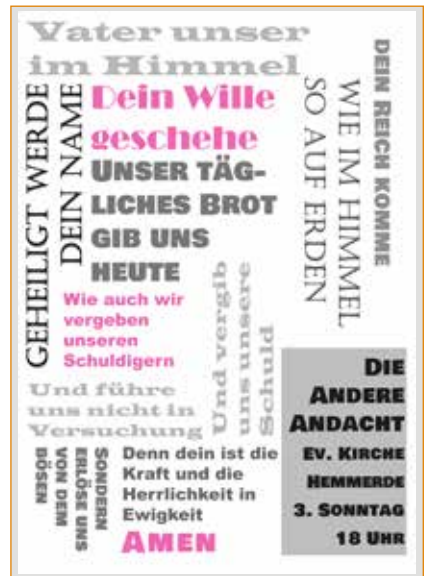 Vater unser
im Himmel
GEHEILIGT WERDE
DEIN NAME
DEIN REICH KOMME
Dein Wille
geschehe
WIE IM HIMMEL
SO AUF ERDEN
UNSER TÄG-
LICHES BROT
GIB UNS
HEUTE
Und vergib
uns unsere
Schuld
Wie auch wir
vergeben
unseren
Schuldigern
Und führe
uns nicht in
Versuchung
SONDERN
ERLÖSE UNS
VON DEM
BÖSEN
Denn dein ist die
Kraft und die
Herrlichkeit in
Ewigkeit
AMEN
DIE
ANDERE
ANDACHT
EV. KIRCHE
HEMMERDE
3. SONNTAG
18 UHR